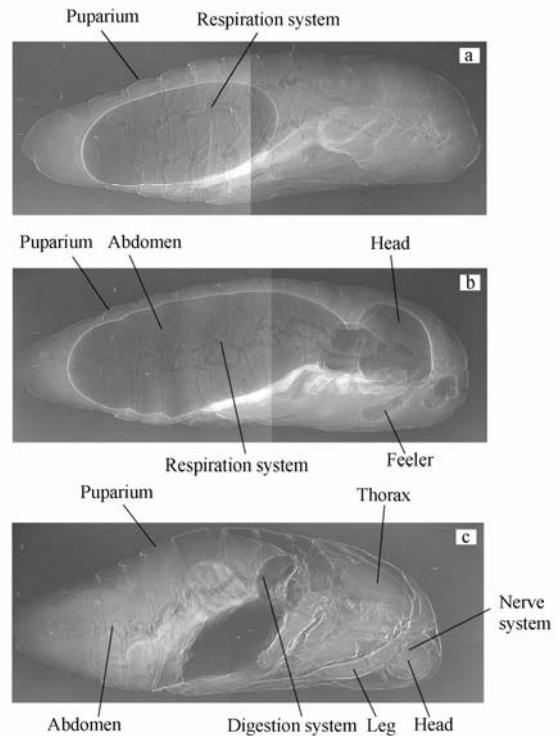 Respiration system
Puparium
a
Puparium Abdomen
Head
b
Respiration system
Feeler
Puparium
Thorax
c
Nerve
system
Abdomen
Digestion system Leg
Head